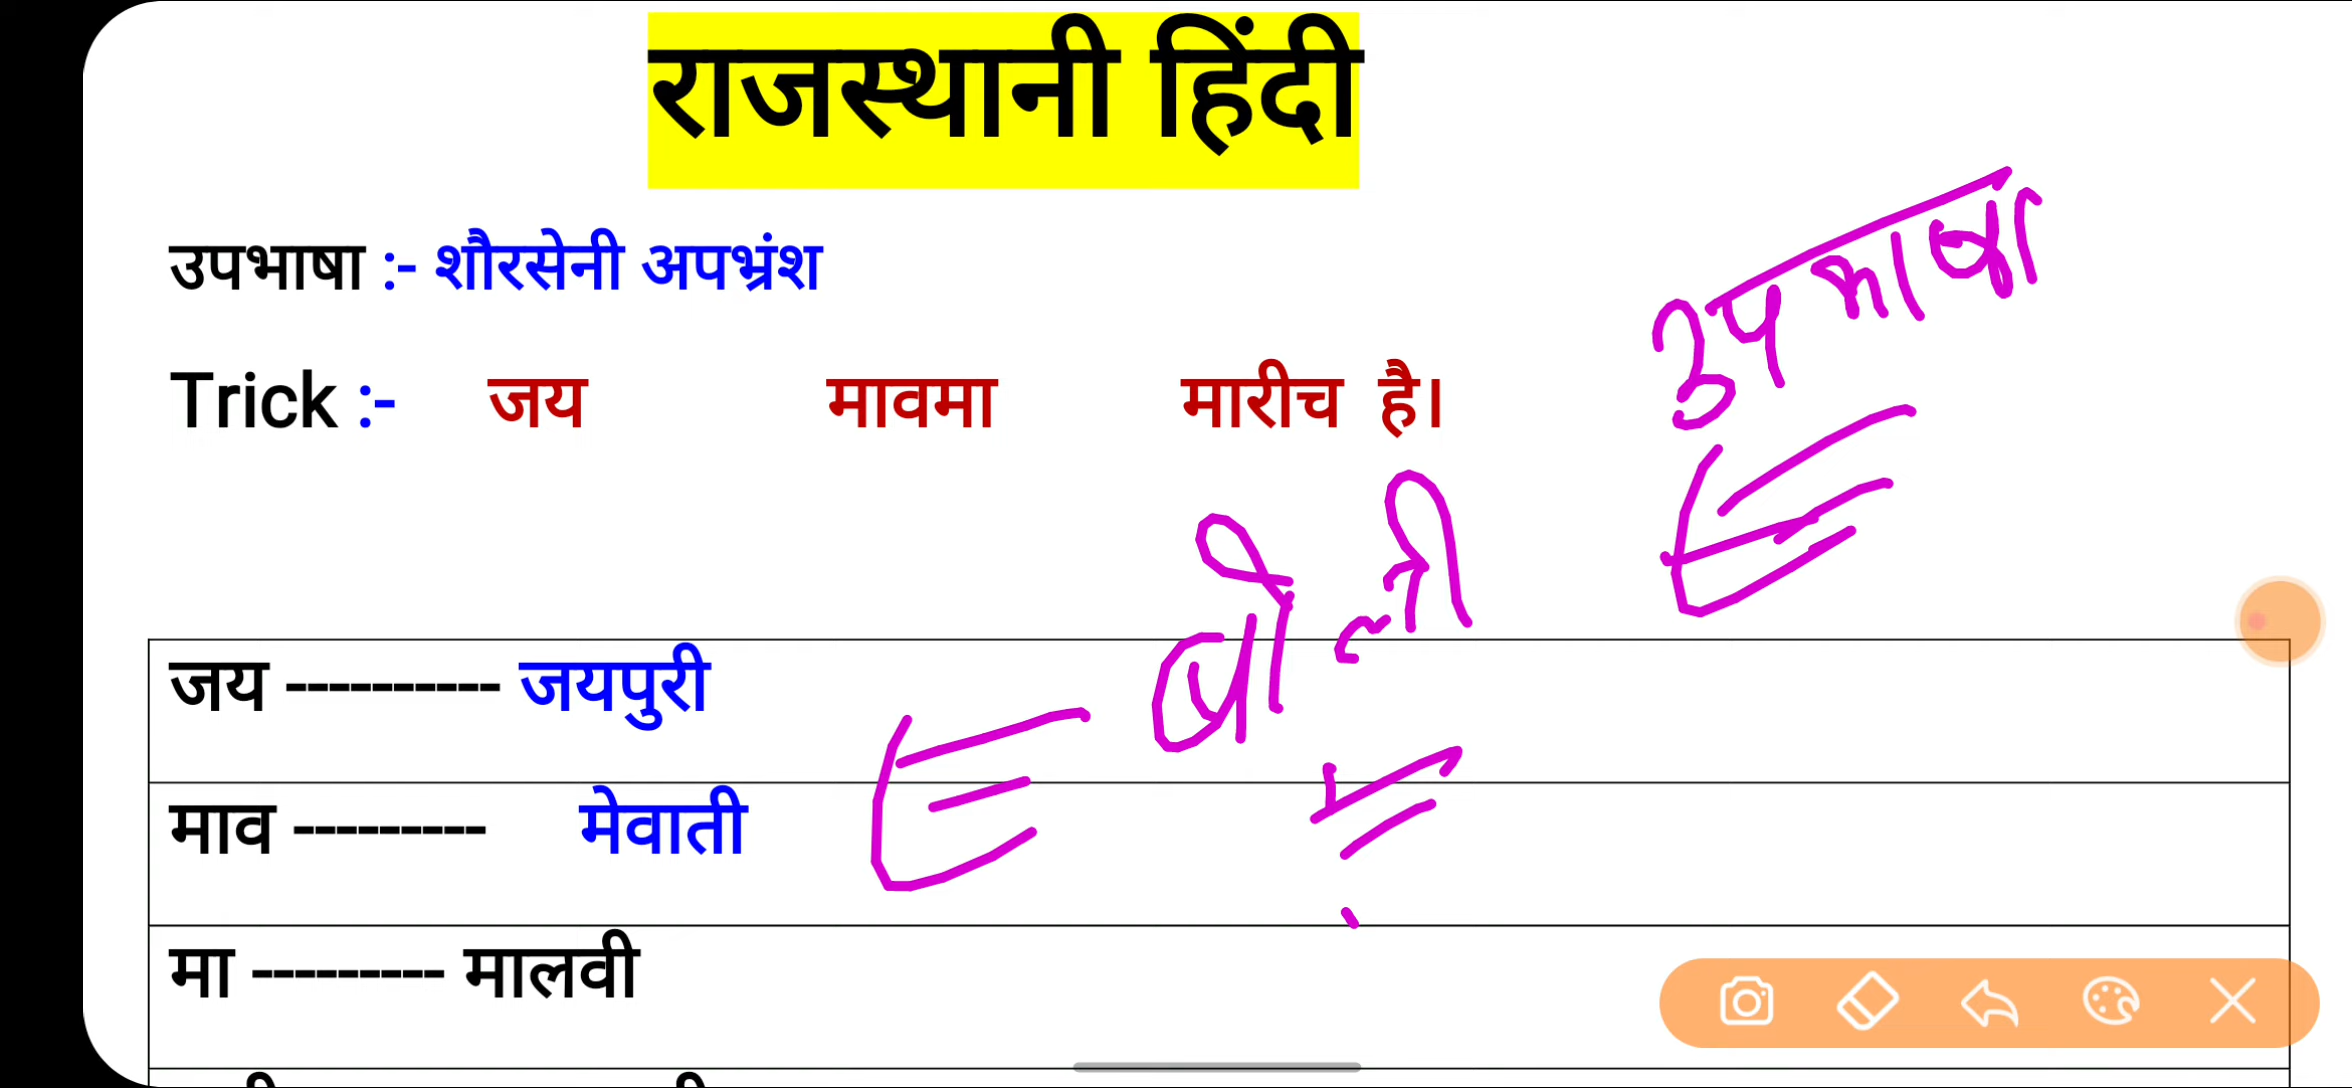 राजस्थानी हिंदी
उपभाषा :- शौरसेनी अपभ्रंश
Trick :- जय मावमा मारीच है।
उपभाषा
बोली
जय ---------- जयपुरी
माव --------- मेवाती
मा --------- मालवी